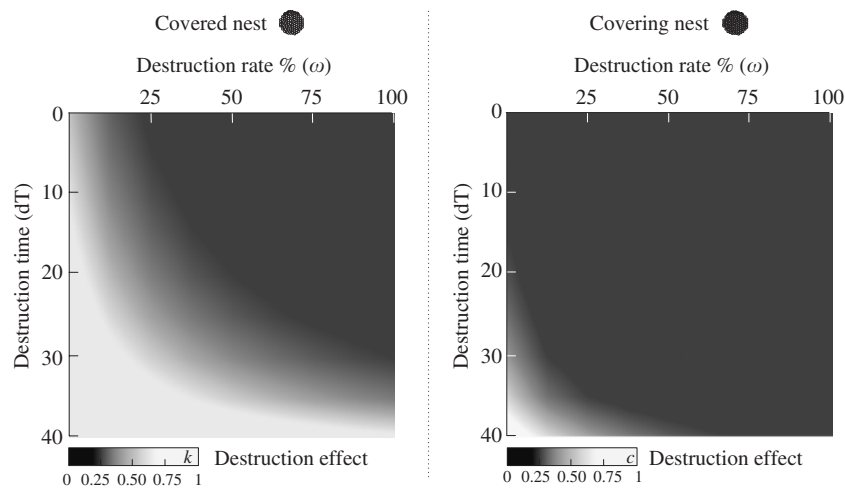 Covered nest
Destruction rate % (ω)
25 50 75 100
0
10
20
30
40
Destruction time (dT)
k
0 0.25 0.50 0.75 1
Destruction effect
Covering nest
Destruction rate % (ω)
25 50 75 100
0
10
20
30
40
Destruction time (dT)
c
0 0.25 0.50 0.75 1
Destruction effect